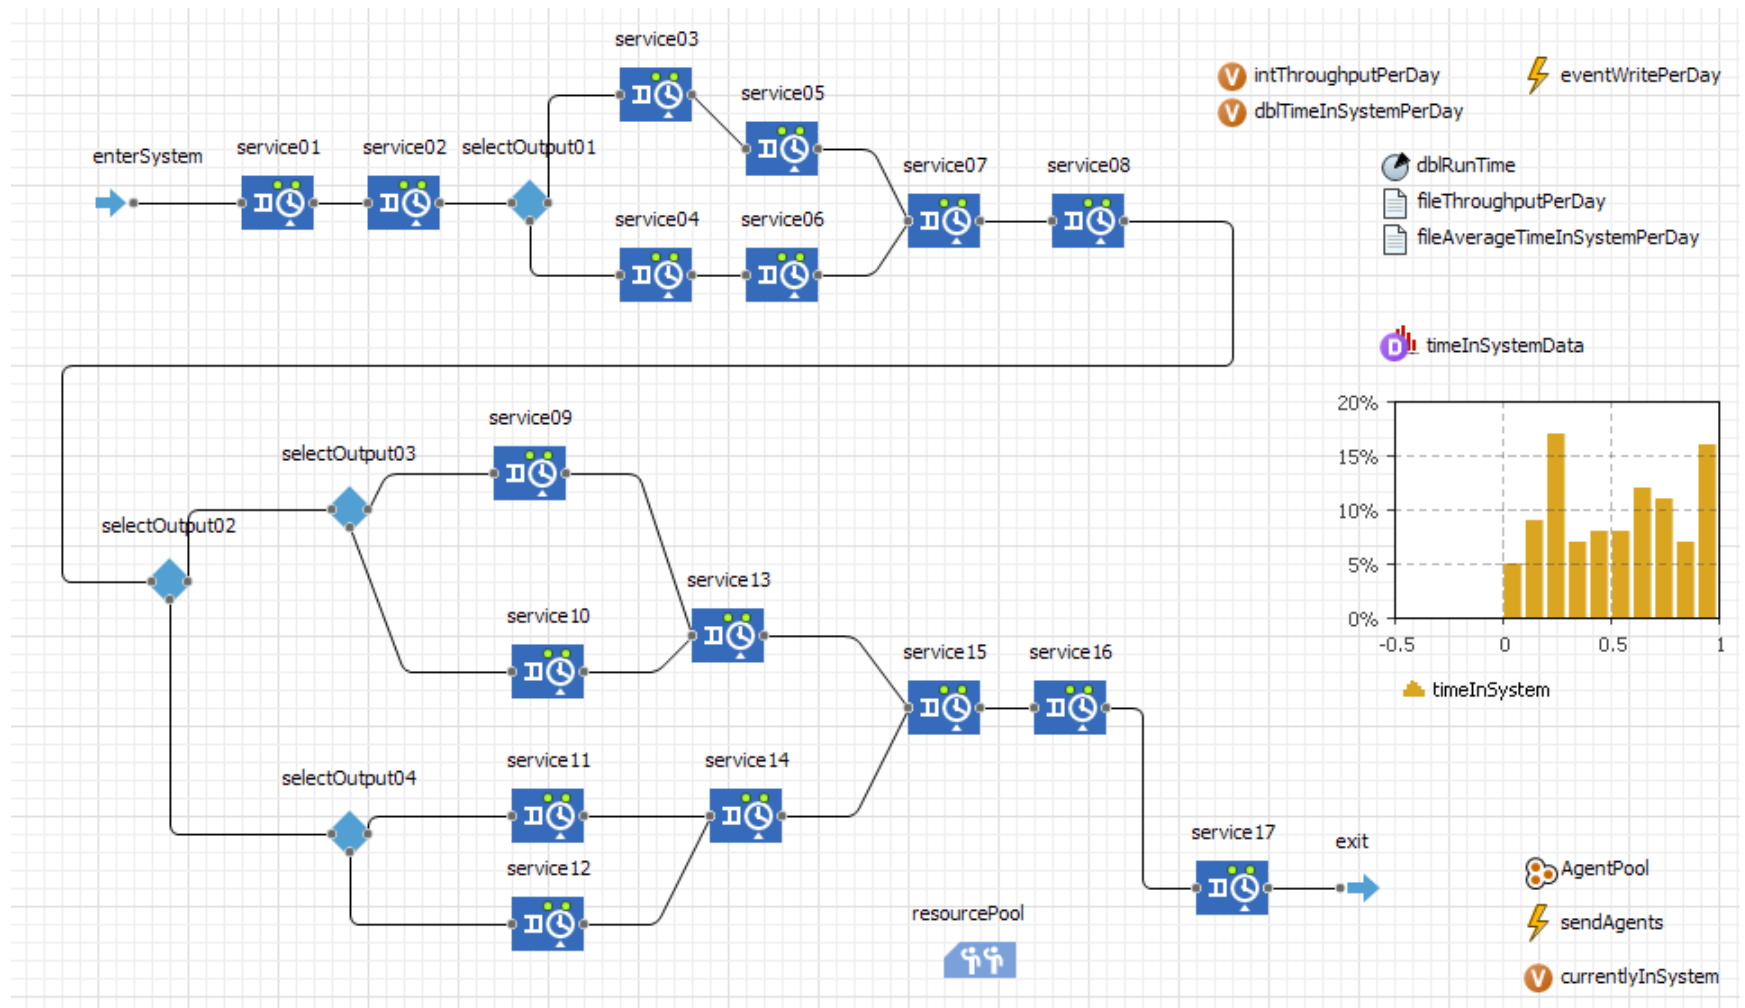 service03
intThroughputPerDay
eventWritePerDay
service05
dblTimeInSystemPerDay
enterSystem
service01
service02
selectOutput01
service07
service08
dblRunTime
service04
service06
fileThroughputPerDay
fileAverageTimeInSystemPerDay
timeInSystemData
D
20%
15%
10%
5%
0%
-0.5
0
0.5
1
timeInSystem
service09
selectOutput03
selectOutput02
service13
service10
service15
service16
service11
service14
selectOutput04
service12
service17
exit
resourcePool
AgentPool
sendAgents
V
currentlyInSystem